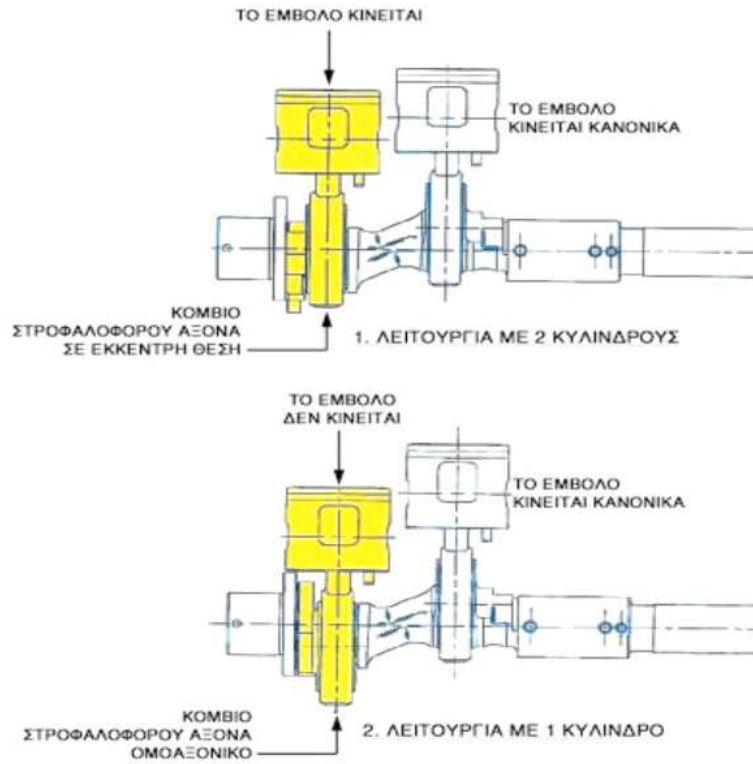 ΤΟ ΕΜΒΟΛΟ ΚΙΝΕΙΤΑΙ
ΤΟ ΕΜΒΟΛΟ
ΚΙΝΕΙΤΑΙ ΚΑΝΟΝΙΚΑ
ΚΟΜΒΙΟ
ΣΤΡΟΦΑΛΟΦΟΡΟΥ ΑΞΟΝΑ
ΣΕ ΕΚΚΕΝΤΡΗ ΘΕΣΗ
1. ΛΕΙΤΟΥΡΓΙΑ ΜΕ 2 ΚΥΛΙΝΔΡΟΥΣ
ΤΟ ΕΜΒΟΛΟ
ΔΕΝ ΚΙΝΕΙΤΑΙ
ΤΟ ΕΜΒΟΛΟ
ΚΙΝΕΙΤΑΙ ΚΑΝΟΝΙΚΑ
ΚΟΜΒΙΟ
ΣΤΡΟΦΑΛΟΦΟΡΟΥ ΑΞΟΝΑ
ΟΜΟΑΞΟΝΙΚΟ
2. ΛΕΙΤΟΥΡΓΙΑ ΜΕ 1 ΚΥΛΙΝΔΡΟ